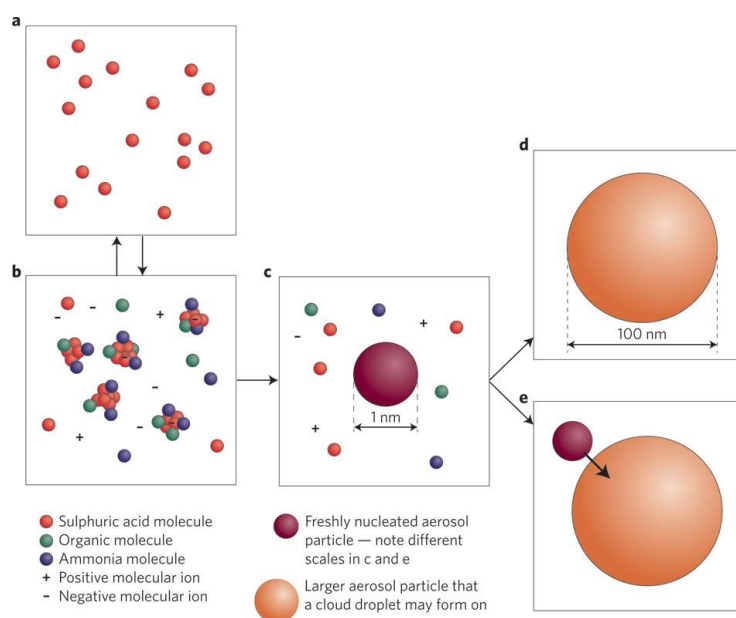 a
b
- - +
-
-
+ -
c
- +
1 nm
+
d
100 nm
e
Sulphuric acid molecule
Organic molecule
Ammonia molecule
+ Positive molecular ion
- Negative molecular ion
Freshly nucleated aerosol
particle — note different
scales in c and e
Larger aerosol particle that
a cloud droplet may form on